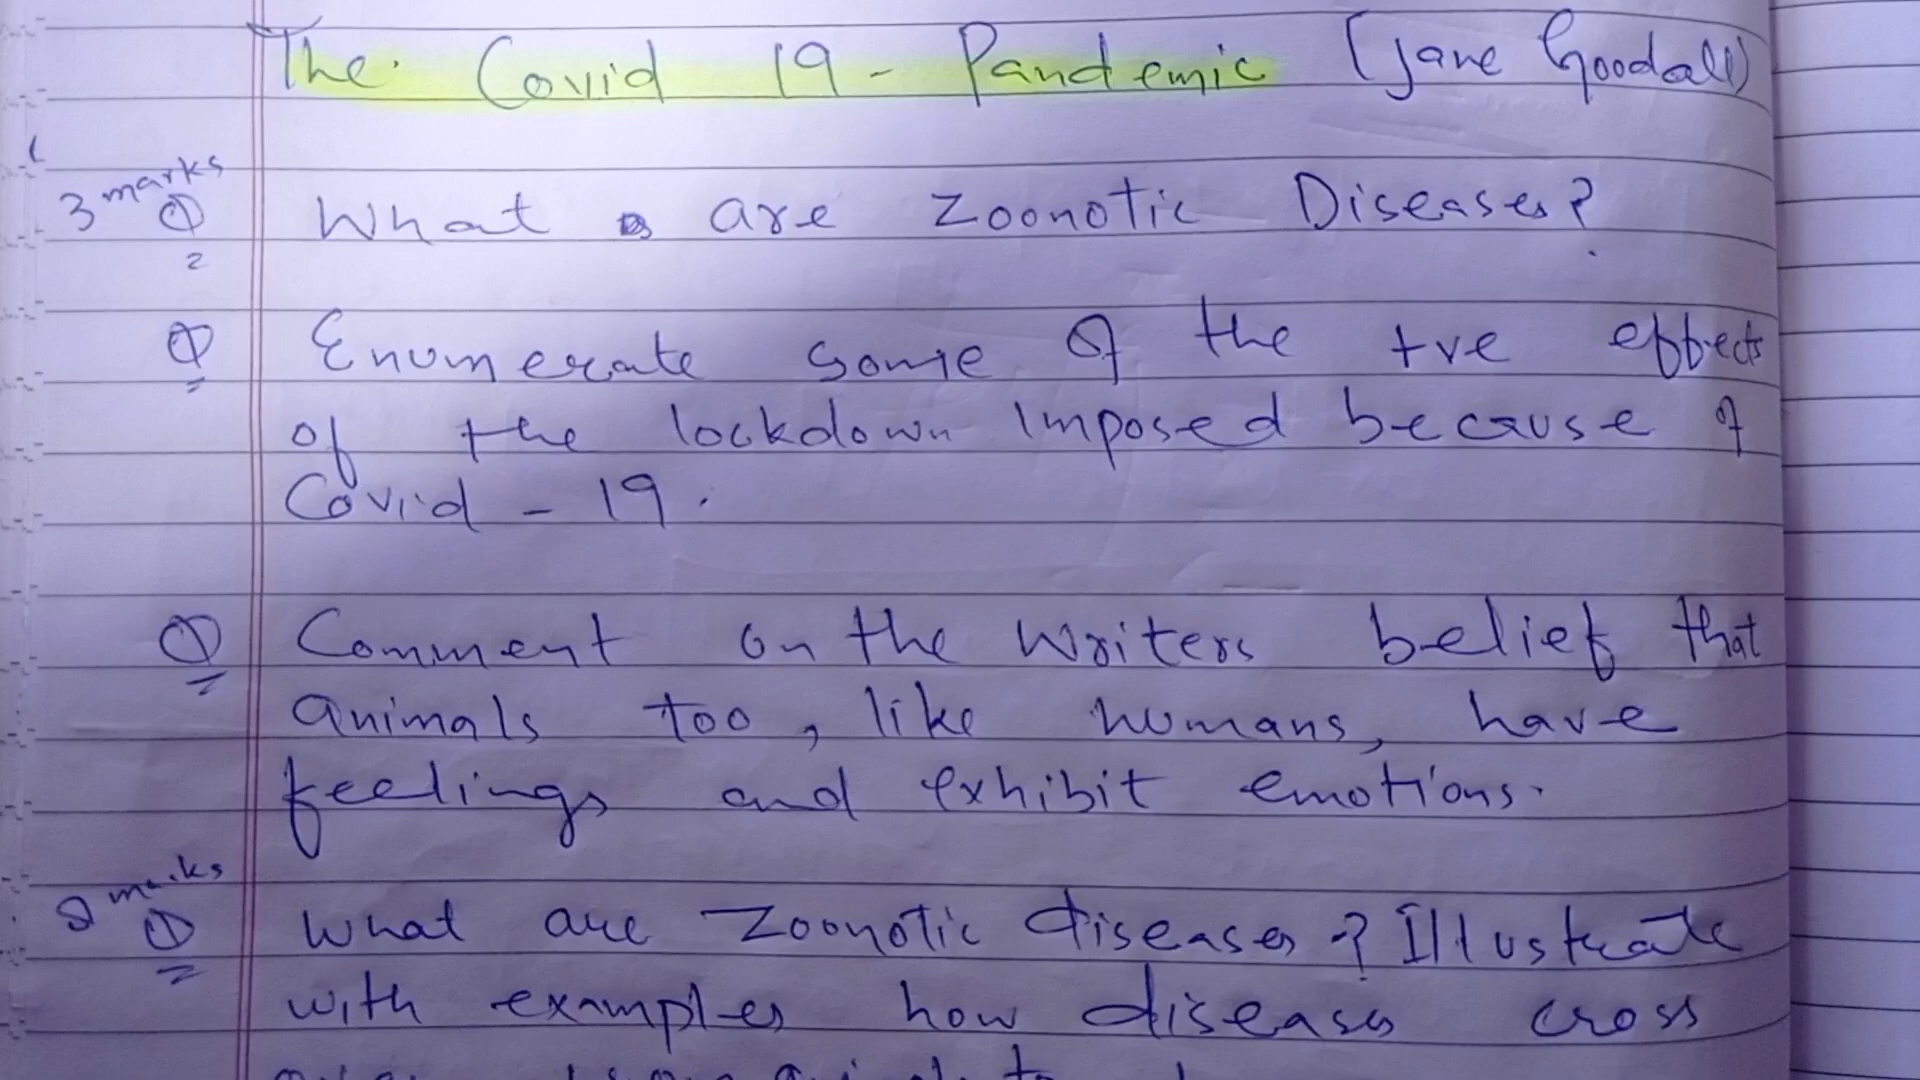 The Covid 19 - Pandemic (Jane Goodall)
3 marks
Q What are Zoonotic Diseases?
Q Enumerate some of the +ve effects
of the lockdown imposed because of
Covid - 19.
Q Comment on the writers belief that
animals too, like humans, have
feelings and exhibit emotions.
marks
Q What are Zoonotic diseases? Illustrate
with examples how diseases cross